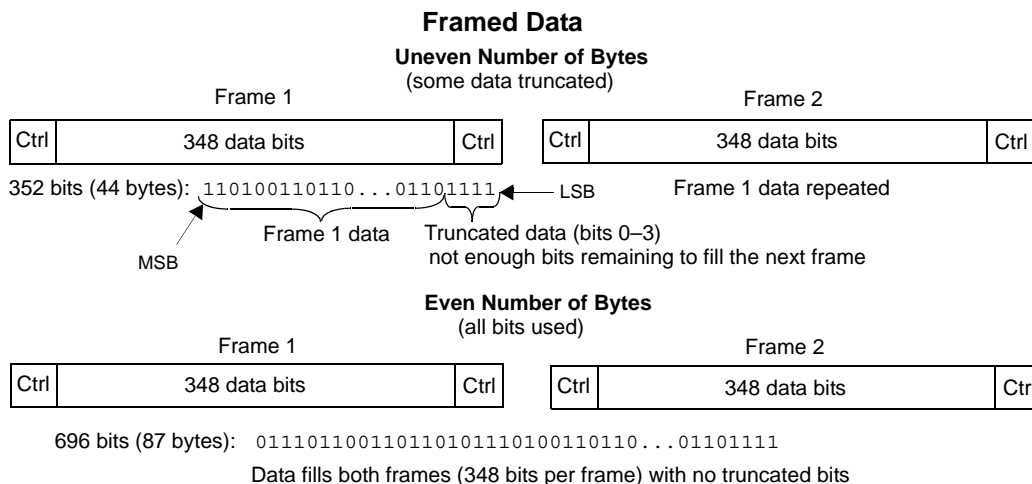 Framed Data
Uneven Number of Bytes
(some data truncated)
Frame 1
Frame 2
Ctrl 348 data bits Ctrl
Ctrl 348 data bits Ctrl
352 bits (44 bytes): 110100110110...01101111 LSB
Frame 1 data repeated
Frame 1 data
Truncated data (bits 0–3)
not enough bits remaining to fill the next frame
MSB
Even Number of Bytes
(all bits used)
Frame 1
Frame 2
Ctrl 348 data bits Ctrl
Ctrl 348 data bits Ctr
696 bits (87 bytes): 01110110011011010111010011​0110...01101111
Data fills both frames (348 bits per frame) with no truncated bits